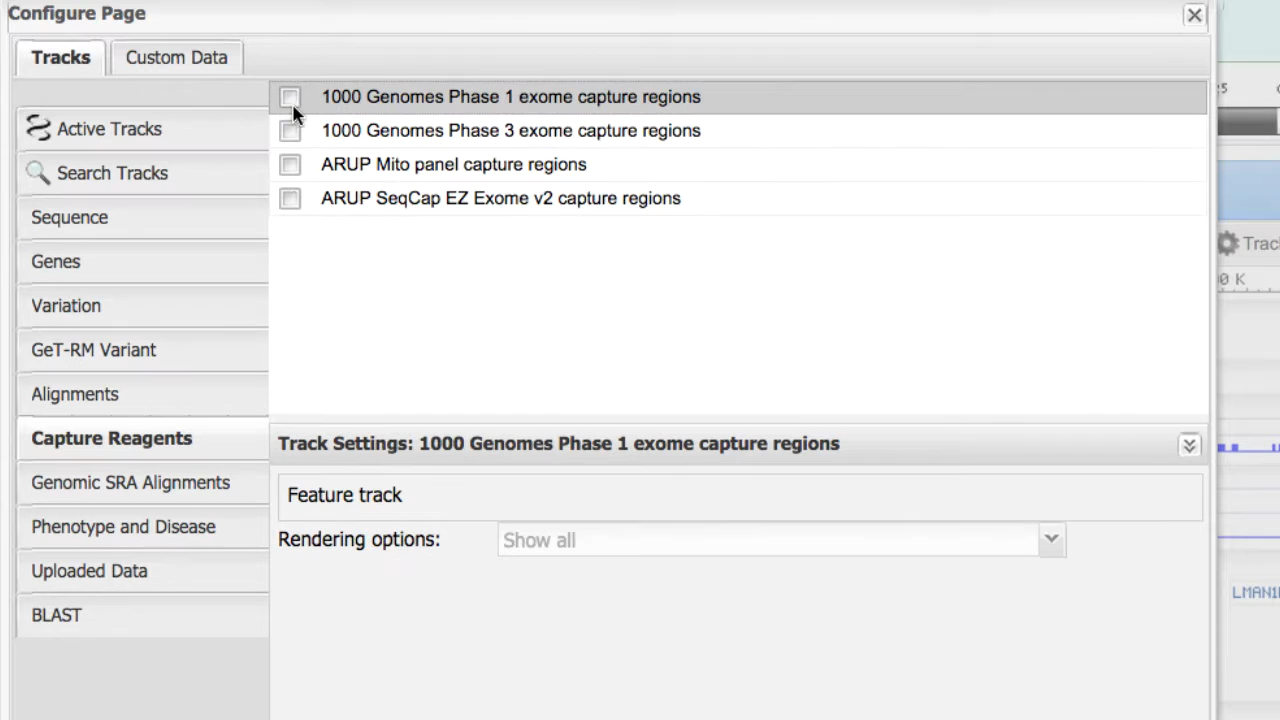 Configure Page
Tracks
Custom Data
1000 Genomes Phase 1 exome capture regions
1000 Genomes Phase 3 exome capture regions
ARUP Mito panel capture regions
ARUP SeqCap EZ Exome v2 capture regions
Active Tracks
Search Tracks
Sequence
Genes
Variation
GeT-RM Variant
Alignments
Capture Reagents
Genomic SRA Alignments
Phenotype and Disease
Uploaded Data
BLAST
Track Settings: 1000 Genomes Phase 1 exome capture regions
Feature track
Rendering options:
Show all
0 K